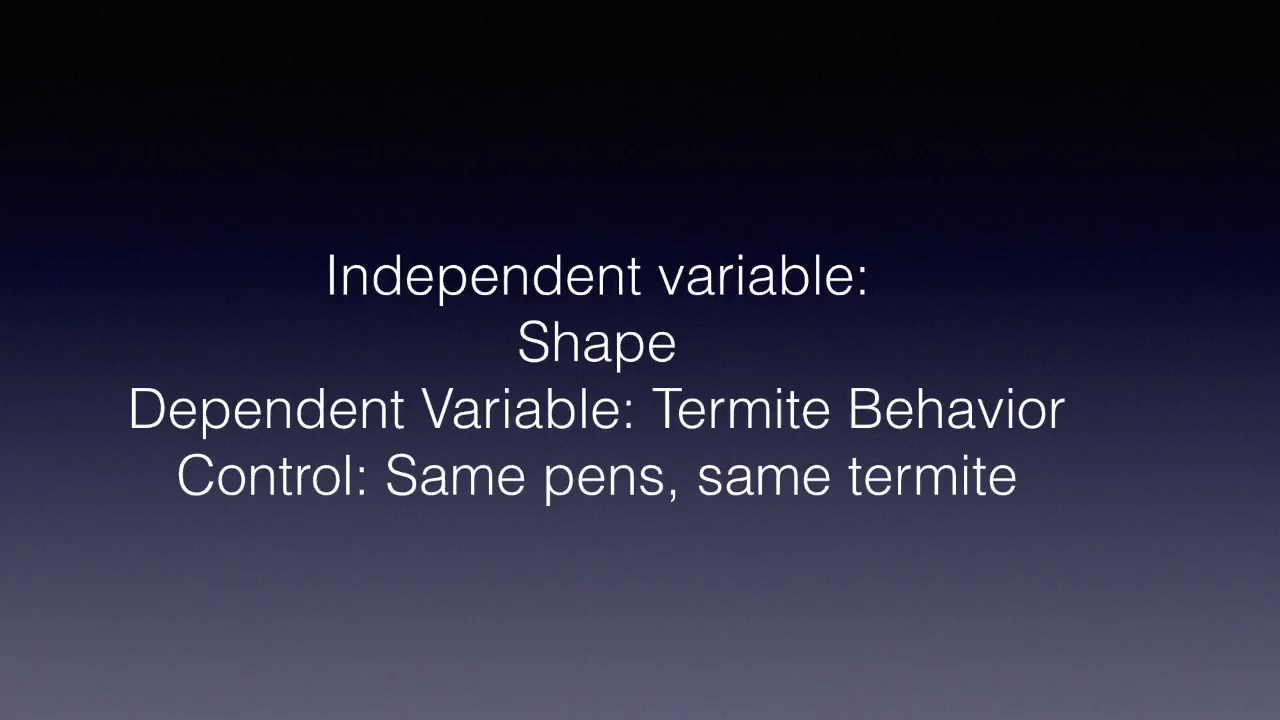 Independent variable:
Shape
Dependent Variable: Termite Behavior
Control: Same pens, same termite